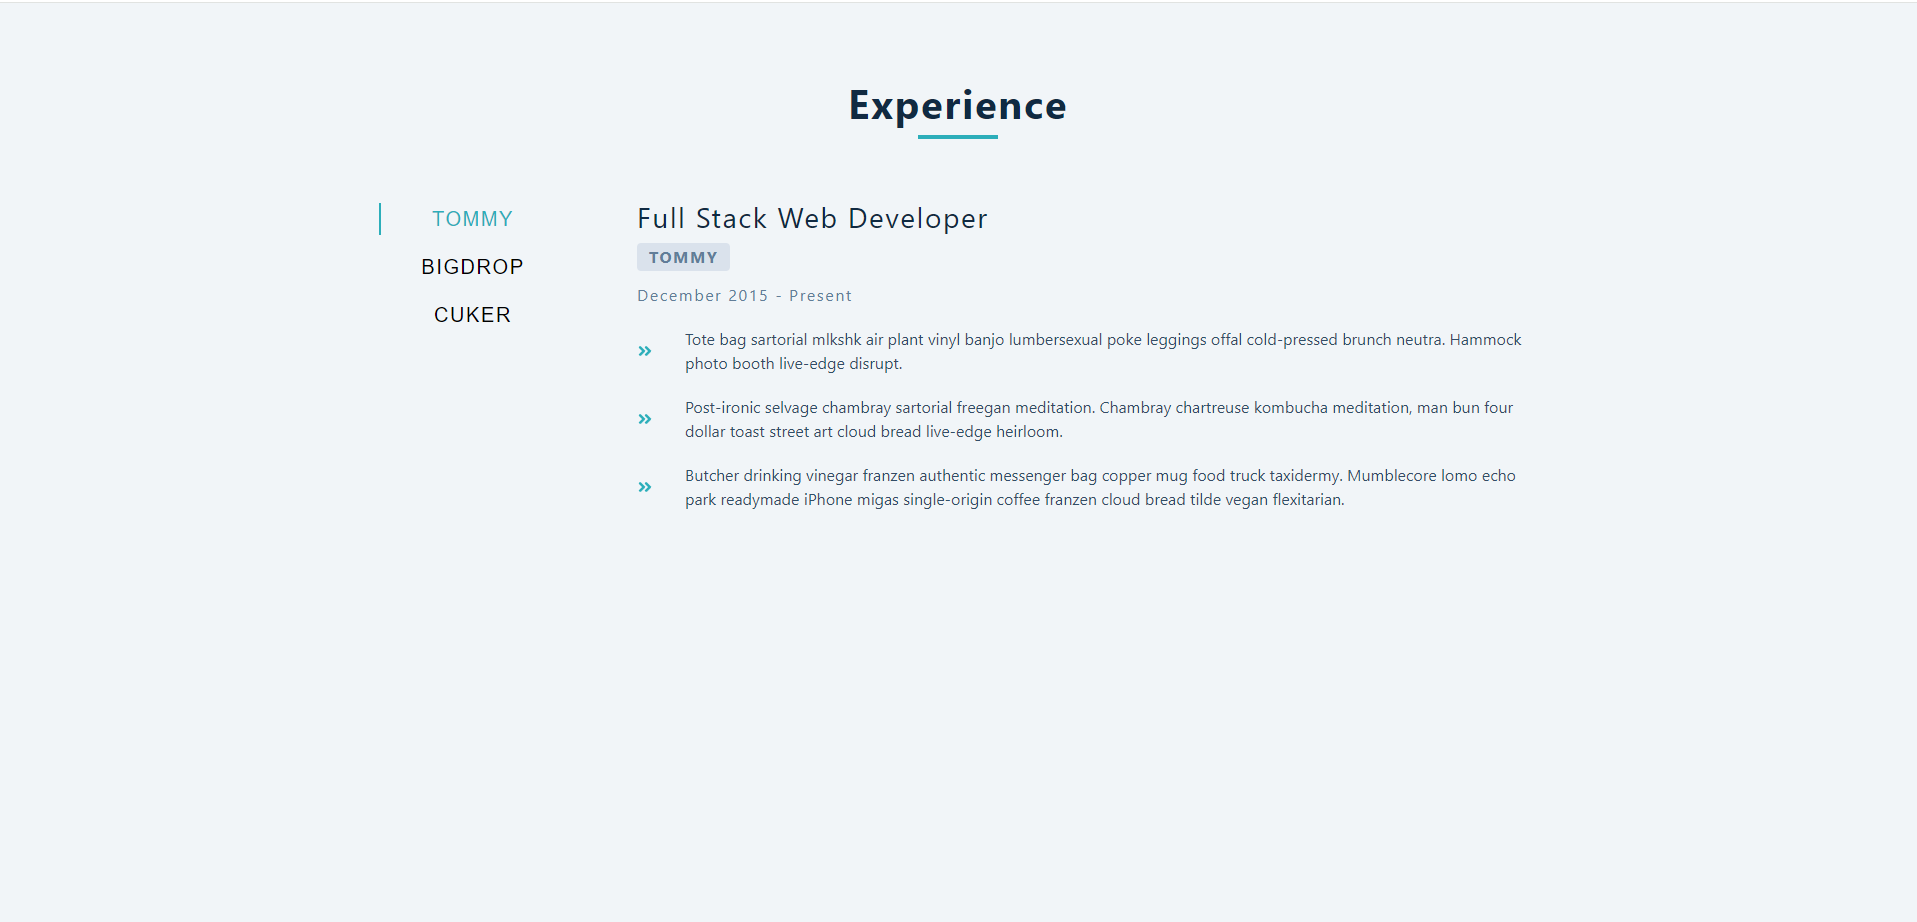 Experience
TOMMY
BIGDROP
CUKER
Full Stack Web Developer
TOMMY
December 2015 - Present
Tote bag sartorial mlkshk air plant vinyl banjo lumbersexual poke leggings offal cold-pressed brunch neutra. Hammock
photo booth live-edge disrupt.
Post-ironic selvage chambray sartorial freegan meditation. Chambray chartreuse kombucha meditation, man bun four
dollar toast street art cloud bread live-edge heirloom.
Butcher drinking vinegar franzen authentic messenger bag copper mug food truck taxidermy. Mumblecore lomo echo
park readymade iPhone migas single-origin coffee franzen cloud bread tilde vegan flexitarian.